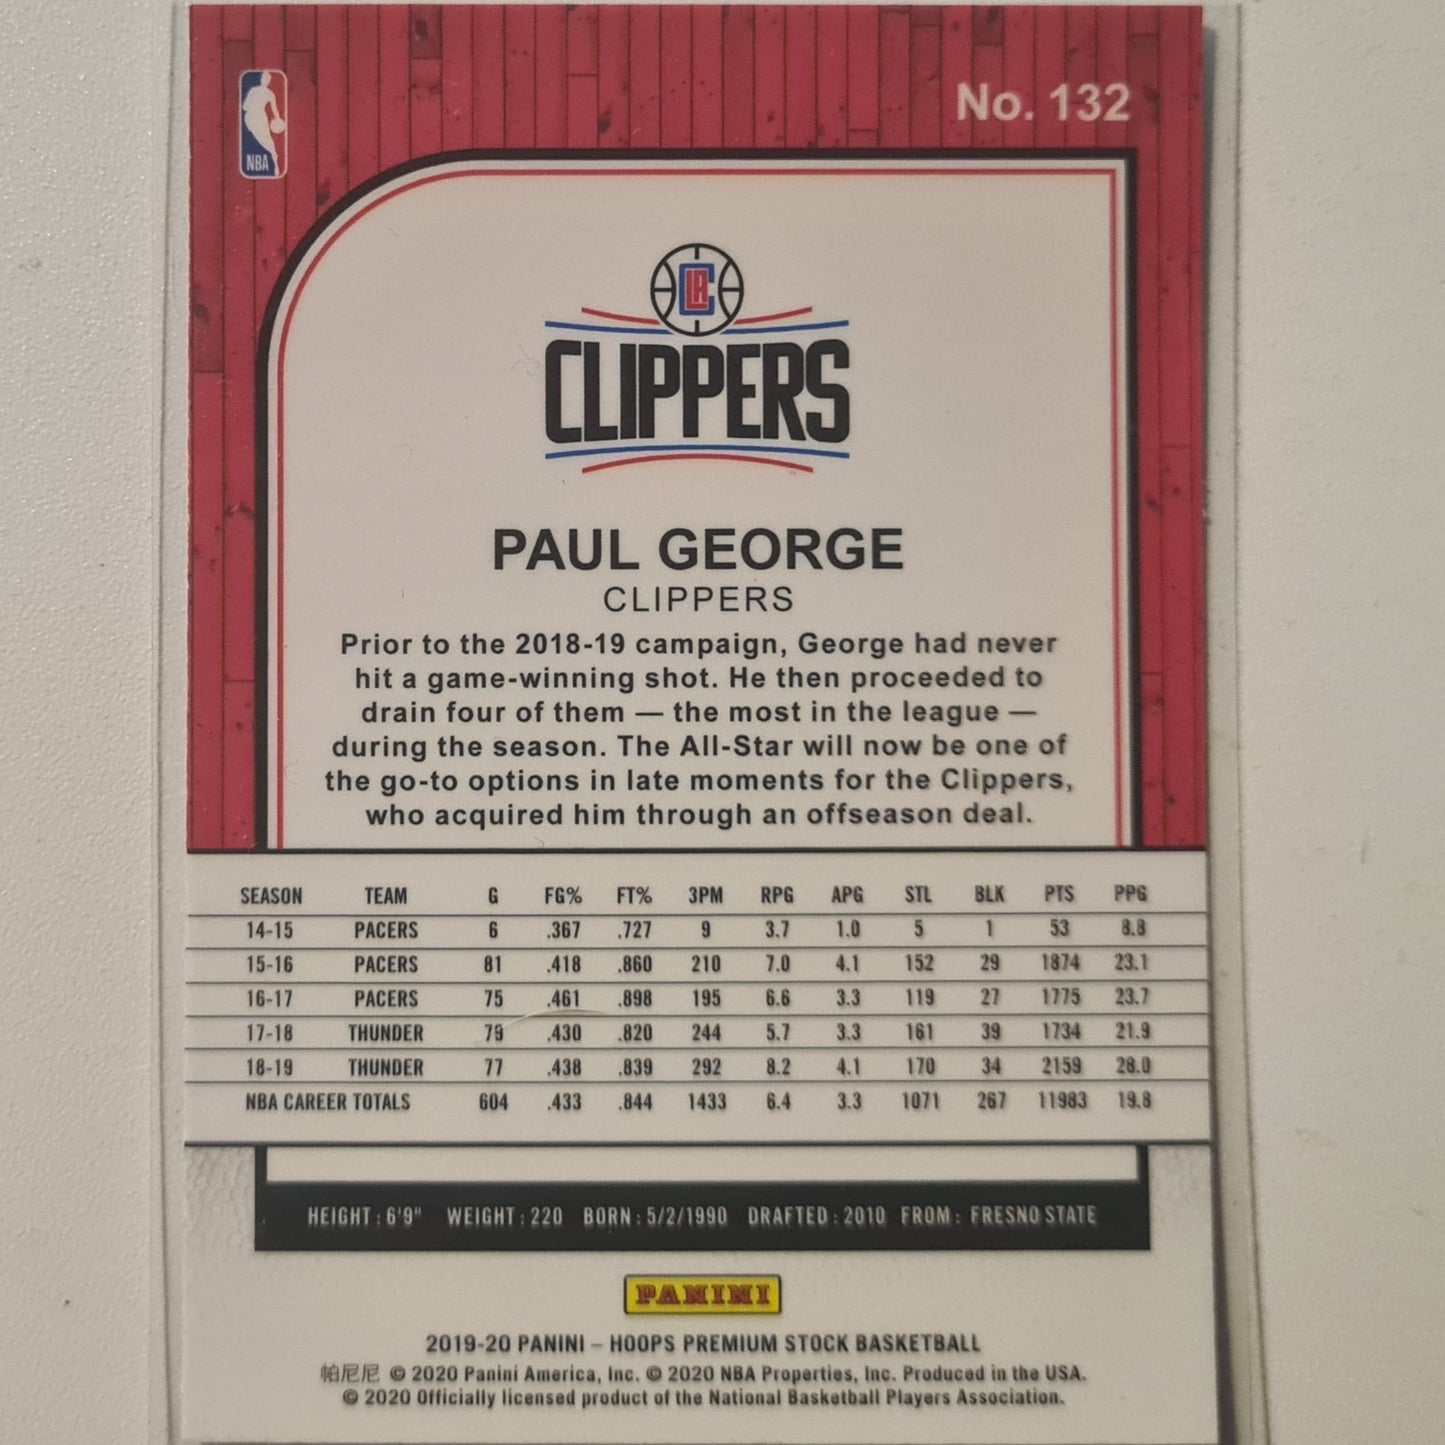 No. 132
NBA
LAC
CLIPPERS
PAUL GEORGE
CLIPPERS
Prior to the 2018-19 campaign, George had never
hit a game-winning shot. He then proceeded to
drain four of them — the most in the league —
during the season. The All-Star will now be one of
the go-to options in late moments for the Clippers,
who acquired him through an offseason deal.
SEASON TEAM G FG% FT% 3PM RPG APG STL BLK PTS PPG
14-15 PACERS 6 .367 .727 9 3.7 1.0 5 1 53 8.8
15-16 PACERS 81 .418 .860 210 7.0 4.1 152 29 1874 23.1
16-17 PACERS 75 .461 .898 195 6.6 3.3 119 27 1775 23.7
17-18 THUNDER 79 .430 .820 244 5.7 3.3 161 39 1734 21.9
18-19 THUNDER 77 .438 .839 292 8.2 4.1 170 34 2159 28.0
NBA CAREER TOTALS 604 .433 .844 1433 6.4 3.3 1071 267 11983 19.8
HEIGHT : 6'9" WEIGHT : 220 BORN : 5/2/1990 DRAFTED : 2010 FROM : FRESNO STATE
PANINI
2019-20 PANINI – HOOPS PREMIUM STOCK BASKETBALL
帕尼尼 © 2020 Panini America, Inc. © 2020 NBA Properties, Inc. Produced in the USA.
© 2020 Officially licensed product of the National Basketball Players Association.